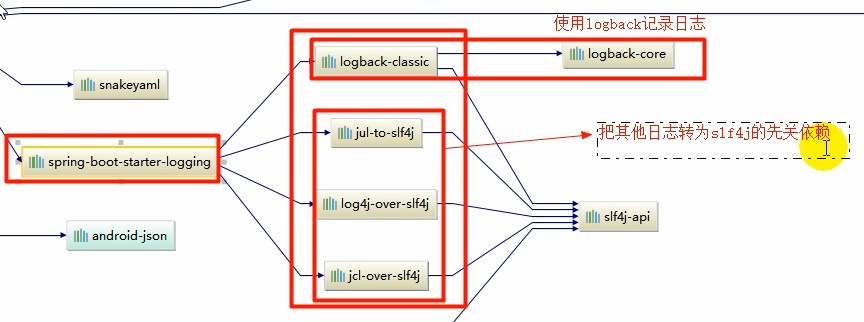 使用logback记录日志
logback-classic
logback-core
snakeyaml
jul-to-slf4j
把其他日志转为slf4j的先关依赖
spring-boot-starter-logging
log4j-over-slf4j
slf4j-api
android-json
jcl-over-slf4j